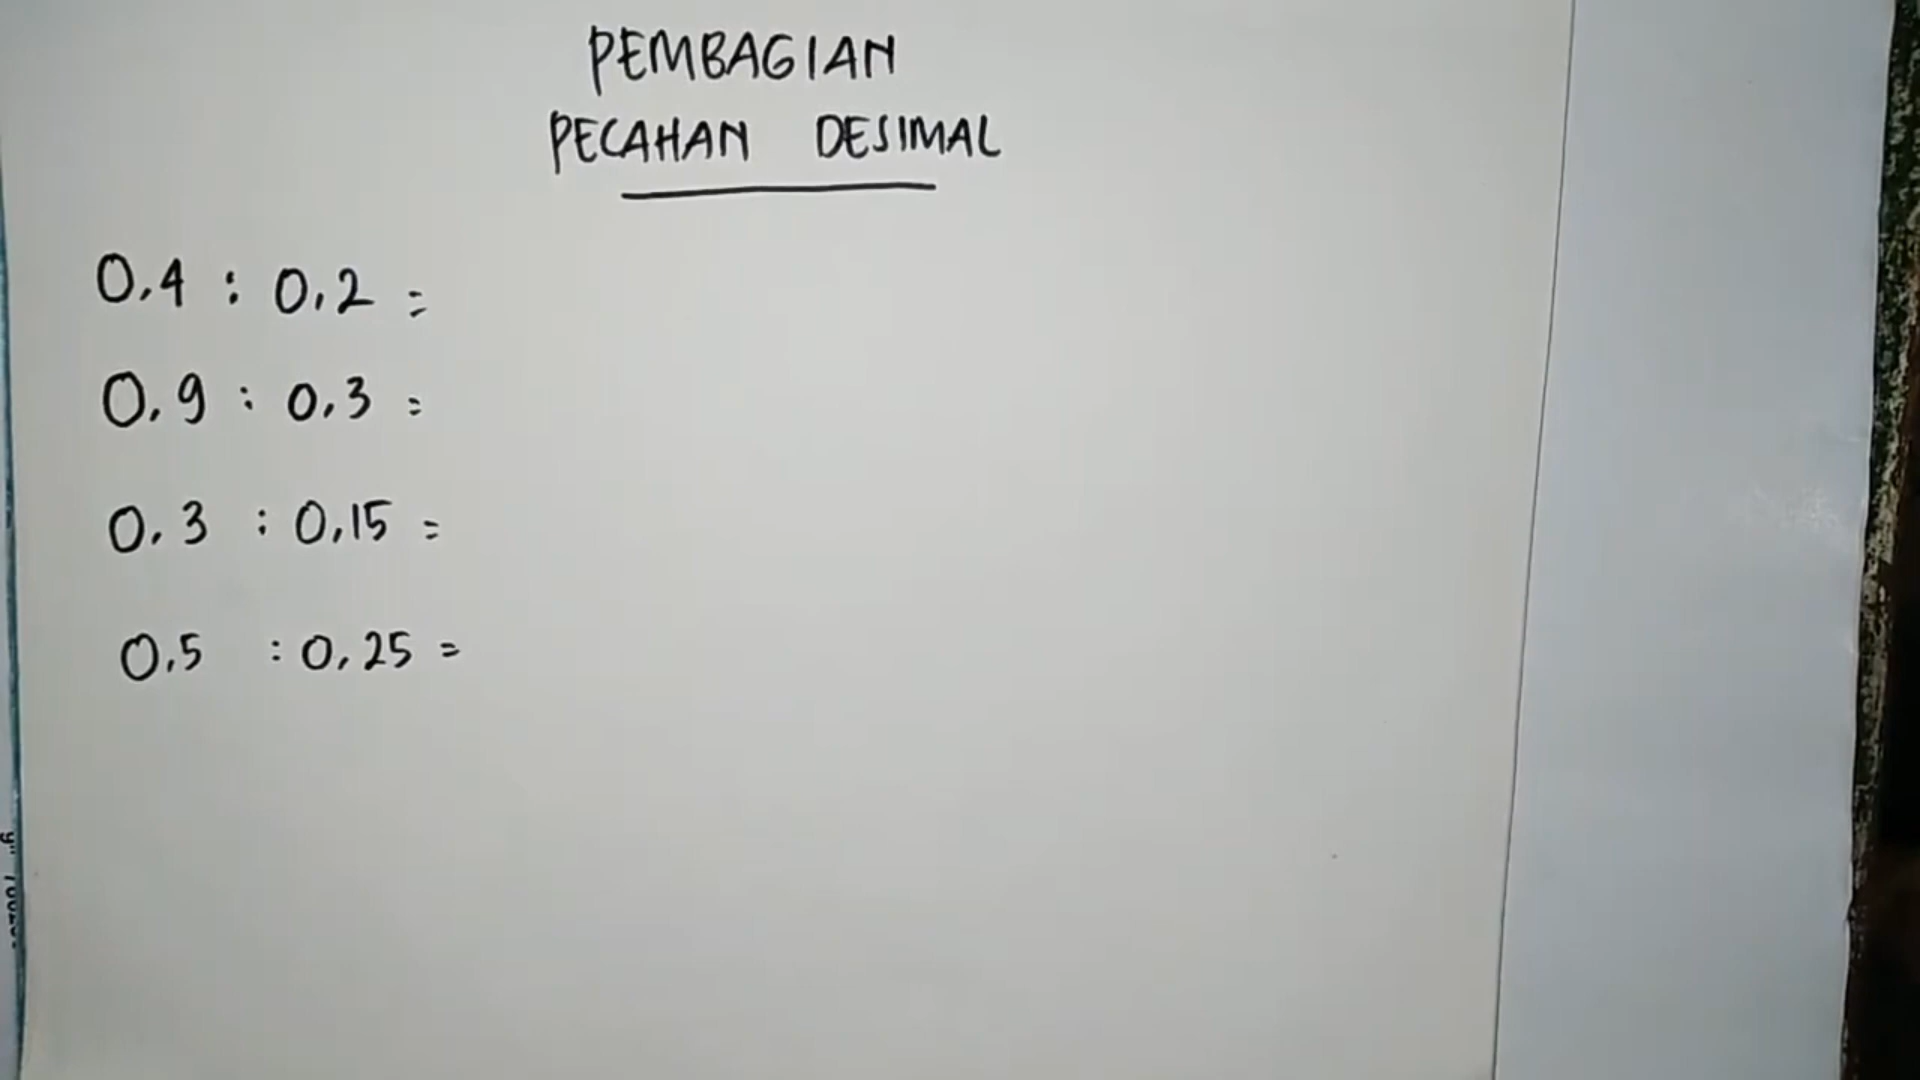 PEMBAGIAN
PECAHAN DESIMAL
0,4 : 0,2 =
0,9 : 0,3 =
0,3 : 0,15 =
0,5 : 0,25 =